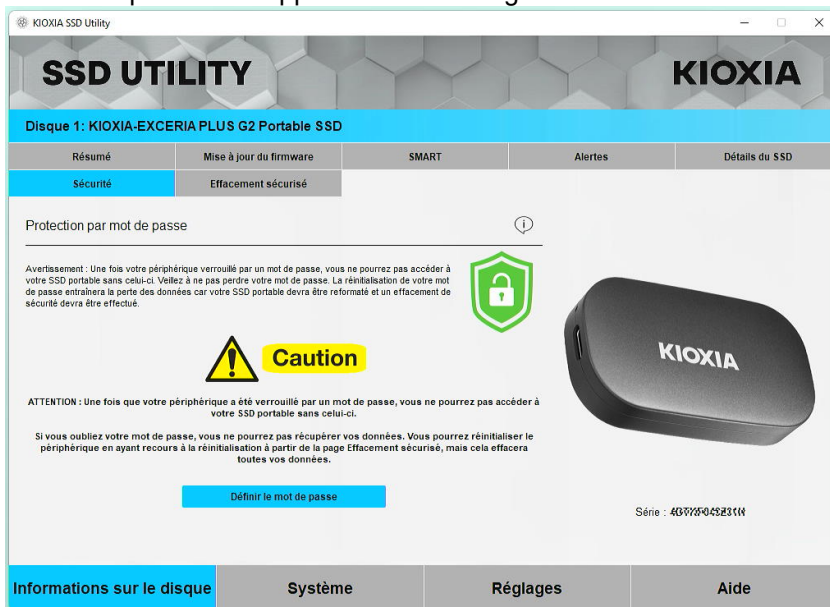 KIOXIA SSD Utility
SSD UTILITY
KIOXIA
Disque 1: KIOXIA-EXCERIA PLUS G2 Portable SSD
Résumé
Mise à jour du firmware
SMART
Alertes
Détails du SSD
Sécurité
Effacement sécurisé
Protection par mot de passe
Avertissement : Une fois votre périphérique verrouillé par un mot de passe, vous ne pourrez pas accéder à
votre SSD portable sans celui-ci. Veillez à ne pas perdre votre mot de passe. La réinitialisation de votre mot
de passe entraînera la perte des données car votre SSD portable devra être reformaté et un effacement de
sécurité devra être effectué.
Caution
ATTENTION : Une fois que votre périphérique a été verrouillé par un mot de passe, vous ne pourrez pas accéder à
votre SSD portable sans celui-ci.
Si vous oubliez votre mot de passe, vous ne pourrez pas récupérer vos données. Vous pourrez réinitialiser le
périphérique en ayant recours à la réinitialisation à partir de la page Effacement sécurisé, mais cela effacera
toutes vos données.
Définir le mot de passe
KIOXIA
Série :
Informations sur le disque
Système
Réglages
Aide